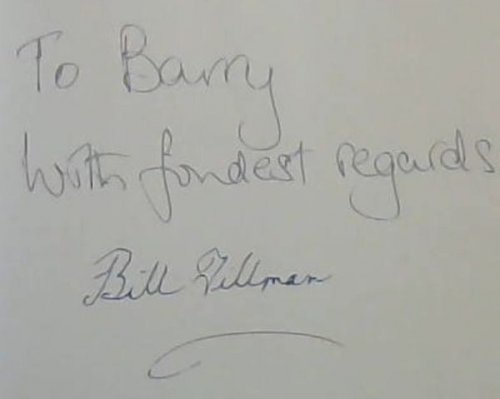 To Barry
With fondest regards
Bill Tillman